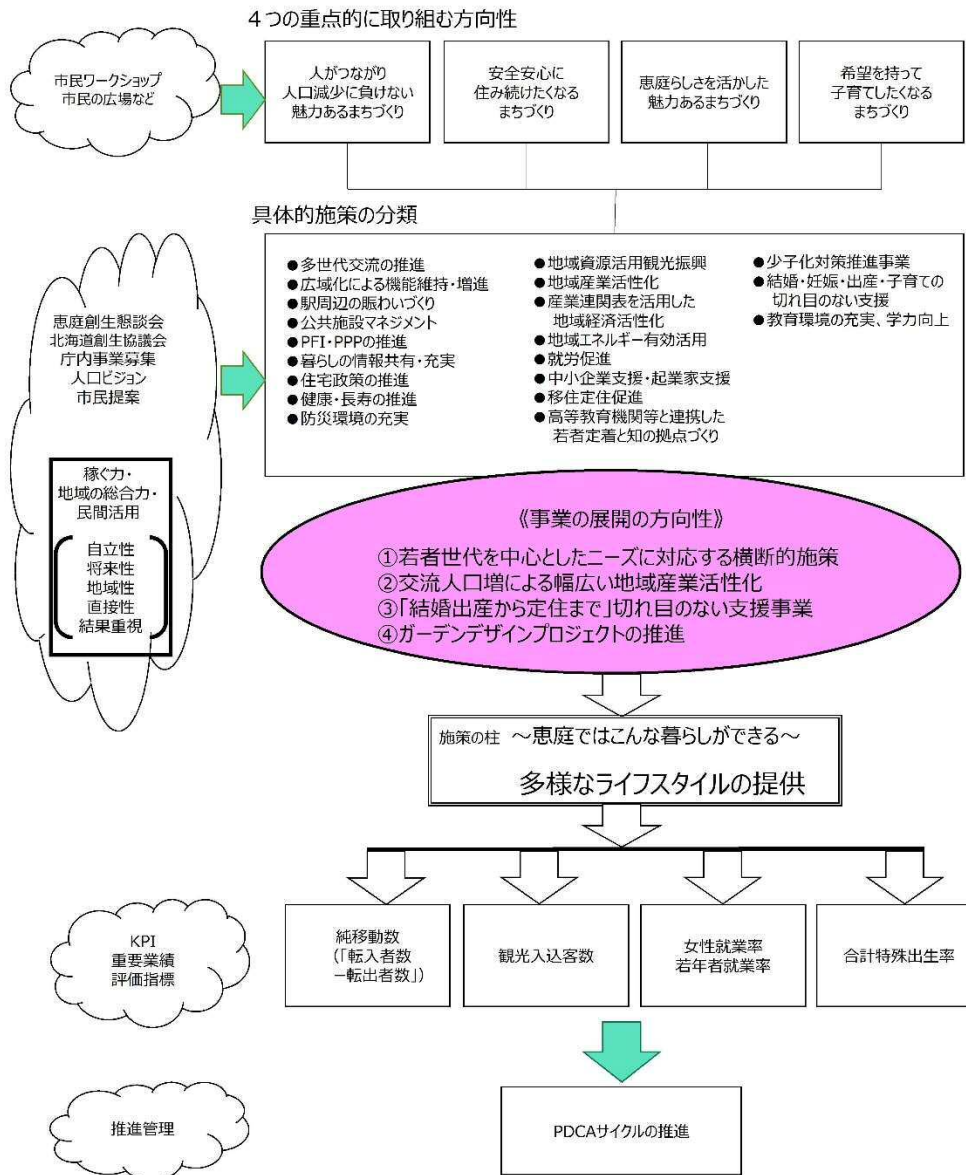 ４つの重点的に取り組む方向性
市民ワークショップ
市民の広場など
人がつながり
人口減少に負けない
魅力あるまちづくり
安全安心に
住み続けたくなる
まちづくり
恵庭らしさを活かした
魅力あるまちづくり
希望を持って
子育てしたくなる
まちづくり
具体的施策の分類
恵庭創生懇談会
北海道創生協議会
庁内事業募集
人口ビジョン
市民提案
稼ぐ力・
地域の総合力・
民間活用
自立性
将来性
地域性
直接性
結果重視
●多世代交流の推進
●広域化による機能維持・増進
●駅周辺の賑わいづくり
●公共施設マネジメント
●PFI・PPPの推進
●暮らしの情報共有・充実
●住宅政策の推進
●健康・長寿の推進
●防災環境の充実
●地域資源活用観光振興
●地域産業活性化
●産業連関表を活用した
地域経済活性化
●地域エネルギー有効活用
●就労促進
●中小企業支援・起業家支援
●移住定住促進
●高等教育機関等と連携した
若者定着と知の拠点づくり
●少子化対策推進事業
●結婚・妊娠・出産・子育ての
切れ目のない支援
●教育環境の充実、学力向上
《事業の展開の方向性》
①若者世代を中心としたニーズに対応する横断的施策
②交流人口増による幅広い地域産業活性化
③「結婚出産から定住まで」切れ目のない支援事業
④ガーデンデザインプロジェクトの推進
施策の柱 ～恵庭ではこんな暮らしができる～
多様なライフスタイルの提供
KPI
重要業績
評価指標
純移動数
（「転入者数
－転出者数」）
観光入込客数
女性就業率
若年者就業率
合計特殊出生率
推進管理
PDCAサイクルの推進